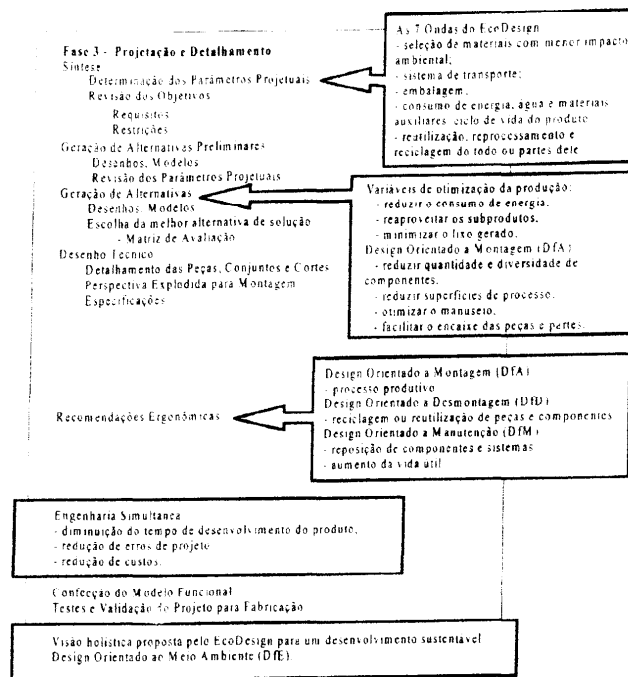 Fase 3 - Projetação e Detalhamento
Síntese
Determinação dos Parâmetros Projetuais
Revisão dos Objetivos
Requisitos
Restrições
Geração de Alternativas Preliminares
Desenhos, Modelos
Revisão dos Parâmetros Projetuais
Geração de Alternativas
Desenhos, Modelos
Escolha da melhor alternativa de solução
- Matriz de Avaliação
Desenho Técnico
Detalhamento das Peças, Conjuntos e Cortes
Perspectiva Explodida para Montagem
Especificações
As 7 Ondas do EcoDesign
- seleção de materiais com menor impacto
ambiental;
- sistema de transporte;
- embalagem,
- consumo de energia, água e materiais
auxiliares ciclo de vida do produto
- reutilização, reprocessamento e
reciclagem do todo ou partes dele
Variáveis de otimização da produção:
- reduzir o consumo de energia,
- reaproveitar os subprodutos,
- minimizar o lixo gerado.
Design Orientado a Montagem (DfA)
- reduzir quantidade e diversidade de
componentes,
- reduzir superfícies de processo,
- otimizar o manuseio,
- facilitar o encaixe das peças e partes.
Recomendações Ergonômicas
Design Orientado a Montagem (DfA)
- processo produtivo
Design Orientado a Desmontagem (DfD)
- reciclagem ou reutilização de peças e componentes
Design Orientado a Manutenção (DfM)
- reposição de componentes e sistemas
- aumento da vida útil
Engenharia Simultanea
- diminuição do tempo de desenvolvimento do produto,
- redução de erros de projeto
- redução de custos.
Confecção do Modelo Funcional
Testes e Validação do Projeto para Fabricação
Visão holística proposta pelo EcoDesign para um desenvolvimento sustentável
Design Orientado ao Meio Ambiente (DfE)